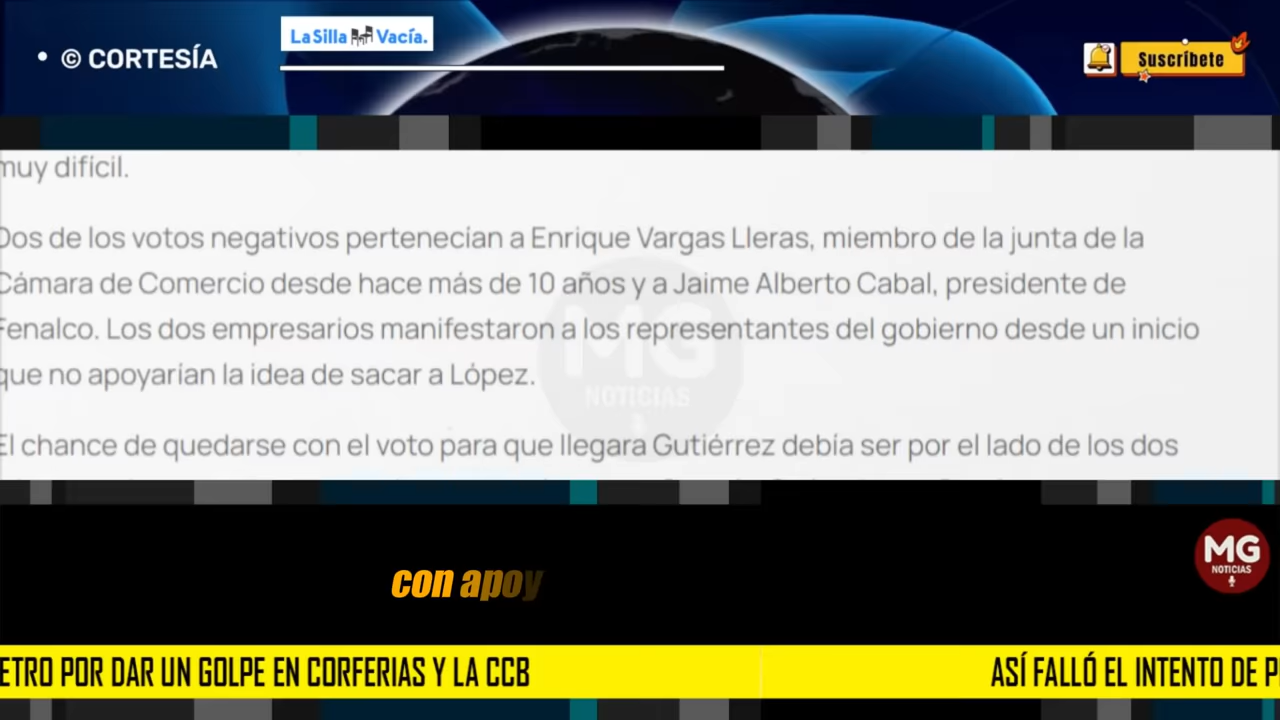 • © CORTESÍA
La Silla Vacía.
Suscríbete
muy difícil.
Dos de los votos negativos pertenecían a Enrique Vargas Lleras, miembro de la junta de la
Cámara de Comercio desde hace más de 10 años y a Jaime Alberto Cabal, presidente de
Fenalco. Los dos empresarios manifestaron a los representantes del gobierno desde un inicio
que no apoyarían la idea de sacar a López.
El chance de quedarse con el voto para que llegara Gutiérrez debía ser por el lado de los dos
MG
NOTICIAS
con apoy
MG
NOTICIAS
ETRO POR DAR UN GOLPE EN CORFERIAS Y LA CCB
ASÍ FALLÓ EL INTENTO DE P